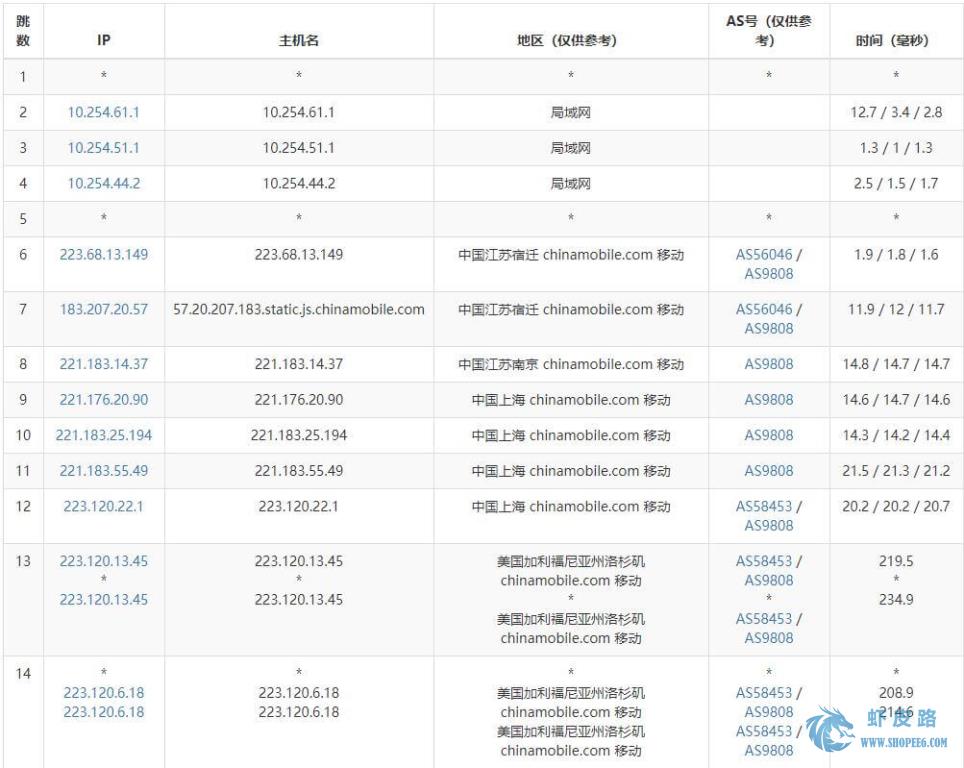 跳数 IP 主机名 地区（仅供参考） AS号（仅供参考） 时间（毫秒）
1 * * * * *
2 10.254.61.1 10.254.61.1 局域网 12.7 / 3.4 / 2.8
3 10.254.51.1 10.254.51.1 局域网 1.3 / 1 / 1.3
4 10.254.44.2 10.254.44.2 局域网 2.5 / 1.5 / 1.7
5 * * * * *
6 223.68.13.149 223.68.13.149 中国江苏宿迁 chinamobile.com 移动 AS56046 / 1.9 / 1.8 / 1.6
AS9808
7 183.207.20.57 57.20.207.183.static.js.chinamobile.com 中国江苏宿迁 chinamobile.com 移动 AS56046 / 11.9 / 12 / 11.7
AS9808
8 221.183.14.37 221.183.14.37 中国江苏南京 chinamobile.com 移动 AS9808 14.8 / 14.7 / 14.7
9 221.176.20.90 221.176.20.90 中国上海 chinamobile.com 移动 AS9808 14.6 / 14.7 / 14.6
10 221.183.25.194 221.183.25.194 中国上海 chinamobile.com 移动 AS9808 14.3 / 14.2 / 14.4
11 221.183.55.49 221.183.55.49 中国上海 chinamobile.com 移动 AS9808 21.5 / 21.3 / 21.2
12 223.120.22.1 223.120.22.1 中国上海 chinamobile.com 移动 AS58453 / 20.2 / 20.2 / 20.7
AS9808
13 223.120.13.45 223.120.13.45 美国加利福尼亚州洛杉矶 AS58453 / 219.5
* * chinamobile.com 移动 AS9808 *
223.120.13.45 223.120.13.45 * * 234.9
美国加利福尼亚州洛杉矶 AS58453 /
chinamobile.com 移动 AS9808
14 * * * * *
223.120.6.18 223.120.6.18 美国加利福尼亚州洛杉矶 AS58453 / 208.9
223.120.6.18 223.120.6.18 chinamobile.com 移动 AS9808 214.6
美国加利福尼亚州洛杉矶 AS58453 /
chinamobile.com 移动 AS9808
虾皮路
WWW.SHOPEE6.COM